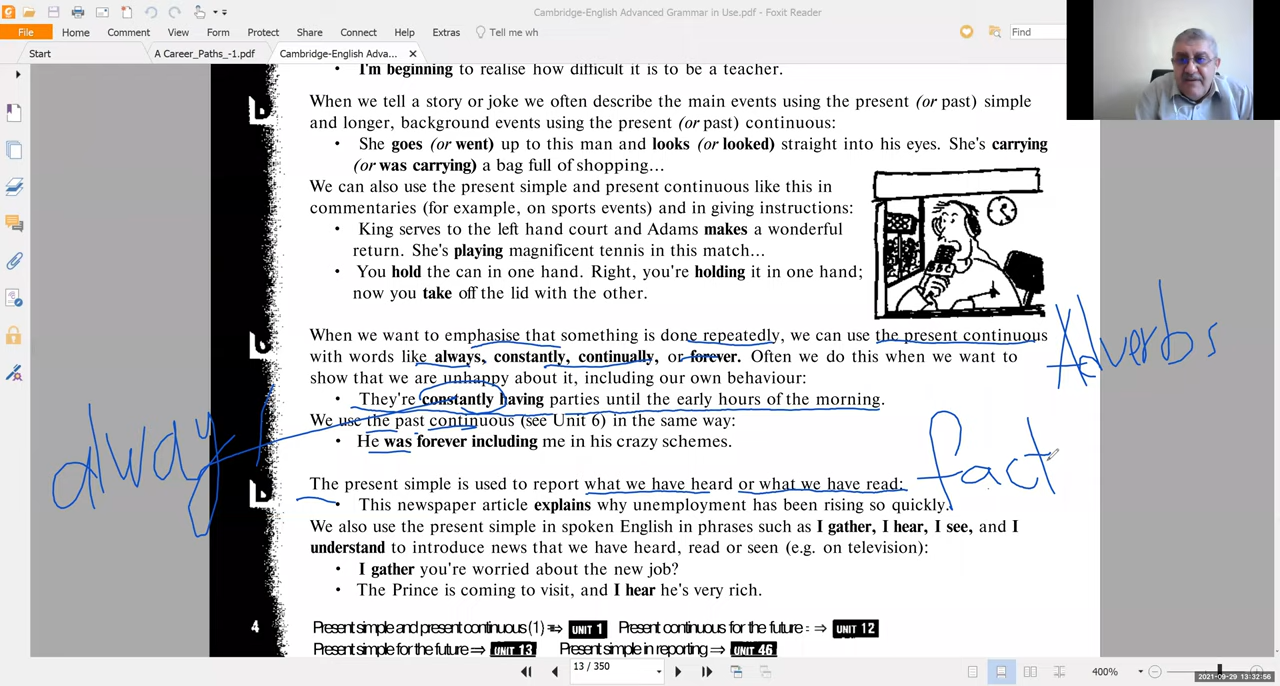 Cambridge-English Advanced Grammar in Use.pdf - Foxit Reader
File Home Comment View Form Protect Share Connect Help Extras Tell me wh Find
Start A Career_Paths_-1.pdf Cambridge-English Adva...
• I'm beginning to realise how difficult it is to be a teacher.
When we tell a story or joke we often describe the main events using the present (or past) simple
and longer, background events using the present (or past) continuous:
• She goes (or went) up to this man and looks (or looked) straight into his eyes. She's carrying
(or was carrying) a bag full of shopping...
We can also use the present simple and present continuous like this in
commentaries (for example, on sports events) and in giving instructions:
• King serves to the left hand court and Adams makes a wonderful
return. She's playing magnificent tennis in this match...
• You hold the can in one hand. Right, you're holding it in one hand;
now you take off the lid with the other.
BBC
When we want to emphasise that something is done repeatedly, we can use the present continuous
with words like always, constantly, continually, or forever. Often we do this when we want to
show that we are unhappy about it, including our own behaviour:
Adverbs
• They're constantly having parties until the early hours of the morning.
We use the past continuous (see Unit 6) in the same way:
• He was forever including me in his crazy schemes.
always
fact
The present simple is used to report what we have heard or what we have read:
• This newspaper article explains why unemployment has been rising so quickly.
We also use the present simple in spoken English in phrases such as I gather, I hear, I see, and I
understand to introduce news that we have heard, read or seen (e.g. on television):
• I gather you're worried about the new job?
• The Prince is coming to visit, and I hear he's very rich.
4 Present simple and present continuous (1) ⇒ UNIT 1 Present continuous for the future: ⇒ UNIT 12
Present simple for the future ⇒ UNIT 13 Present simple in reporting ⇒ UNIT 46
13 / 350 400%
2021-09-29 13:32:56